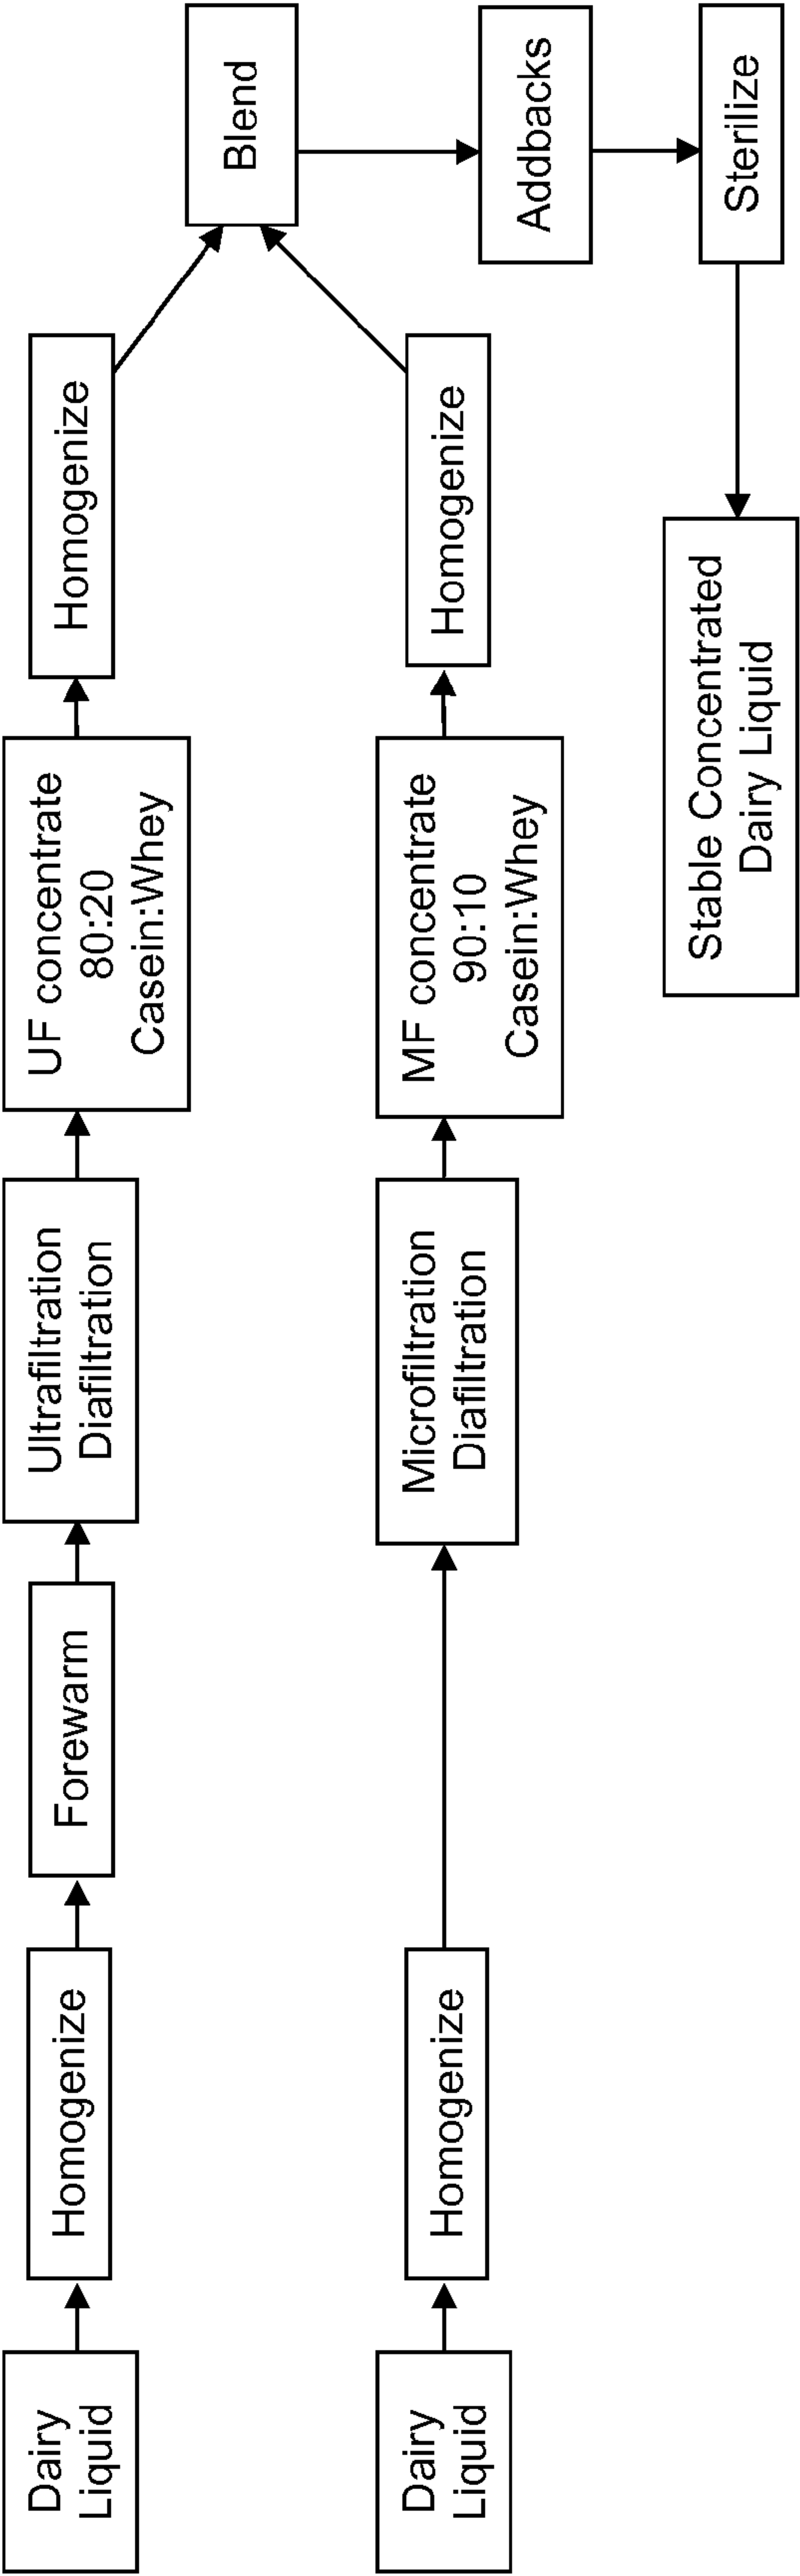 Dairy
Liquid
Homogenize
Forewarm
Ultrafiltration
Diafiltration
UF concentrate
80:20
Casein:Whey
Homogenize
Dairy
Liquid
Homogenize
Microfiltration
Diafiltration
MF concentrate
90:10
Casein:Whey
Homogenize
Blend
Addbacks
Sterilize
Stable Concentrated
Dairy Liquid